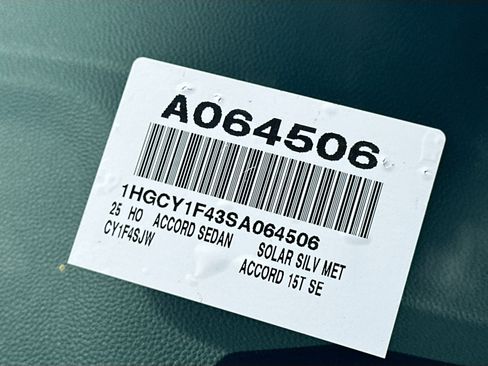 A064506
1HGCY1F43SA064506
25 HO ACCORD SEDAN SOLAR SILV MET
CY1F4SJW ACCORD 15T SE